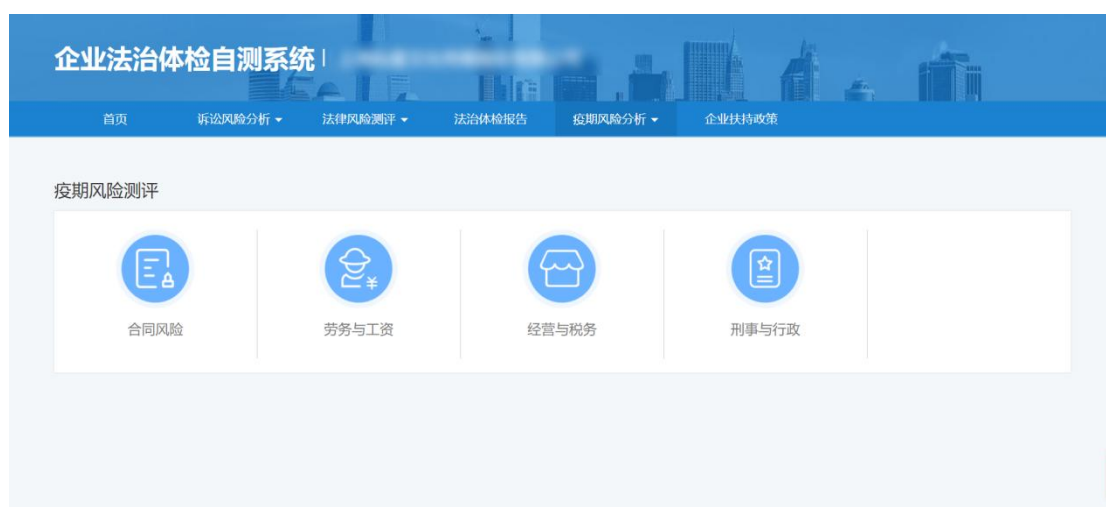 企业法治体检自测系统
首页 诉讼风险分析 法律风险测评 法治体检报告 疫期风险分析 企业扶持政策
疫期风险测评
合同风险 劳务与工资 经营与税务 刑事与行政